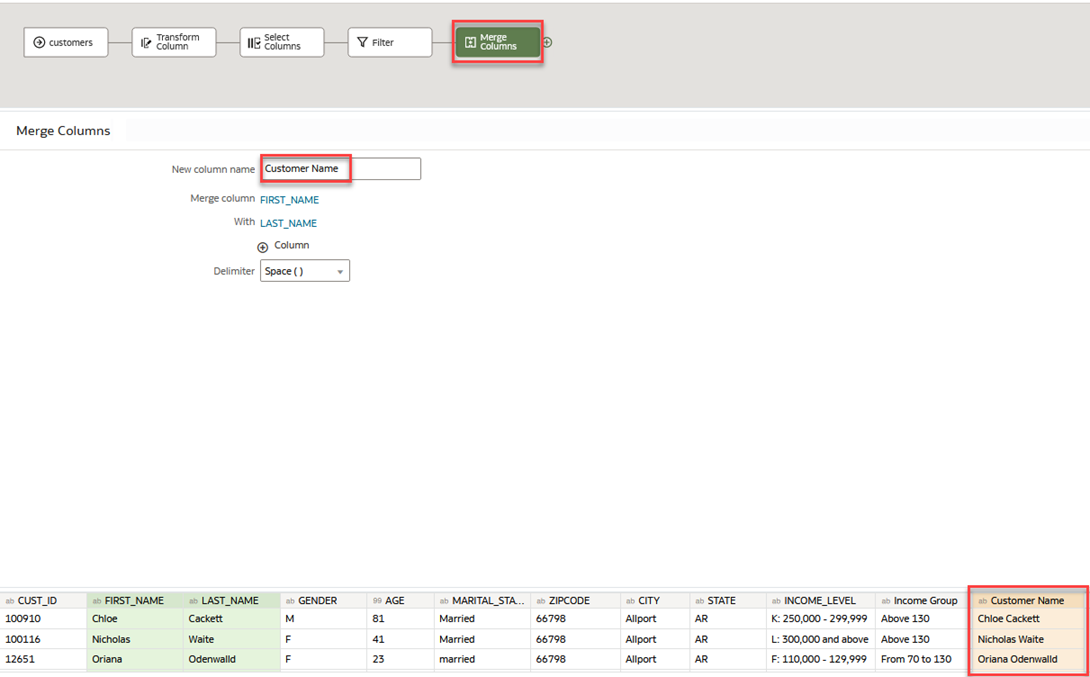 customers
Transform
Column
Select
Columns
Filter
Merge
Columns
Merge Columns
New column name Customer Name
Merge column FIRST_NAME
With LAST_NAME
Column
Delimiter Space ( )
ab CUST_ID ab FIRST_NAME ab LAST_NAME ab GENDER 99 AGE ab MARITAL_STA... ab ZIPCODE ab CITY ab STATE ab INCOME_LEVEL ab Income Group ab Customer Name
100910 Chloe Cackett M 81 Married 66798 Allport AR K: 250,000 - 299,999 Above 130 Chloe Cackett
100116 Nicholas Waite F 41 Married 66798 Allport AR L: 300,000 and above Above 130 Nicholas Waite
12651 Oriana Odenwalld F 23 married 66798 Allport AR F: 110,000 - 129,999 From 70 to 130 Oriana Odenwalld